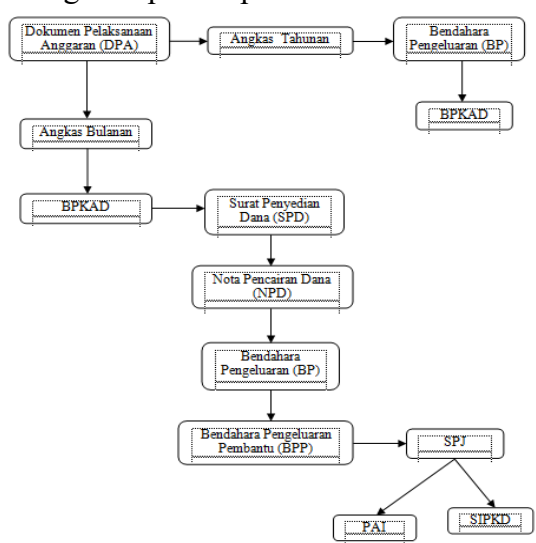 Dokumen Pelaksanaan
Anggaran (DPA)
Angkas Tahunan
Bendahara
Pengeluaran (BP)
BPKAD
Angkas Bulanan
BPKAD
Surat Penyedian
Dana (SPD)
Nota Pencairan Dana
(NPD)
Bendahara
Pengeluaran (BP)
Bendahara Pengeluaran
Pembantu (BPP)
SPJ
PAI
SIPKD